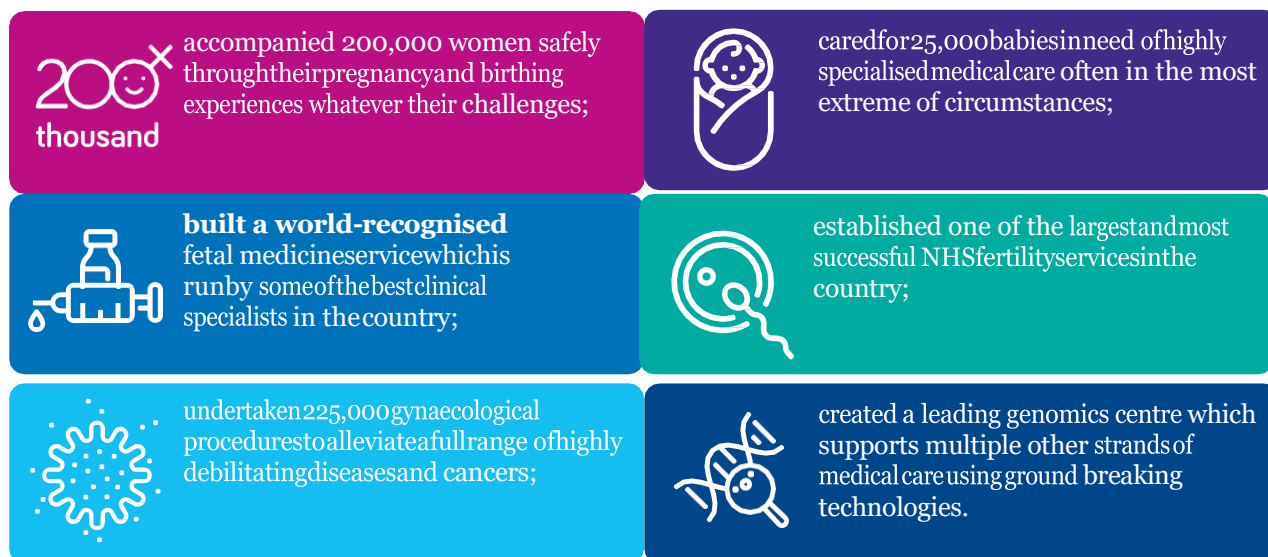 200
thousand
accompanied 200,000 women safely
throughtheirpregnancyand birthing
experiences whatever their challenges;
caredfor25,000babiesinneed ofhighly
specialisedmedicalcare often in the most
extreme of circumstances;
built a world-recognised
fetal medicineservicewhichis
runby someofthebestclinical
specialists in thecountry;
established one of the largestandmost
successful NHSfertilityservicesinthe
country;
undertaken225,000gynaecological
procedurestoalleviateafullrange ofhighly
debilitatingdiseasesand cancers;
created a leading genomics centre which
supports multiple other strandsof
medicalcareusingground breaking
technologies.